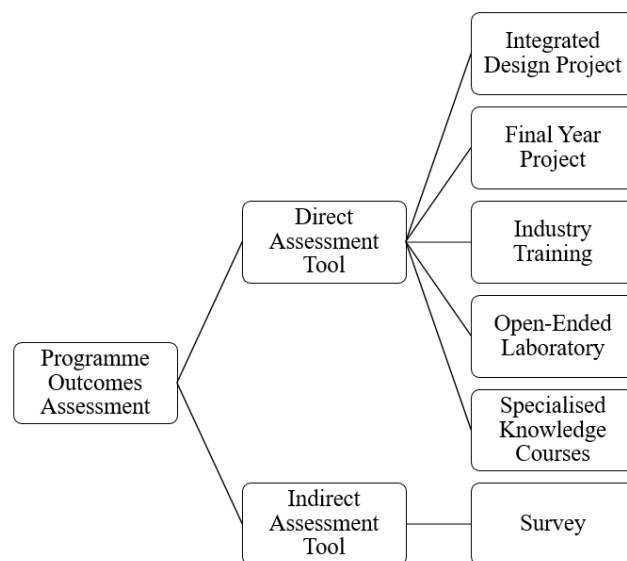 Integrated
Design Project
Final Year
Project
Direct
Assessment
Tool
Industry
Training
Open-Ended
Laboratory
Programme
Outcomes
Assessment
Specialised
Knowledge
Courses
Indirect
Assessment
Tool
Survey